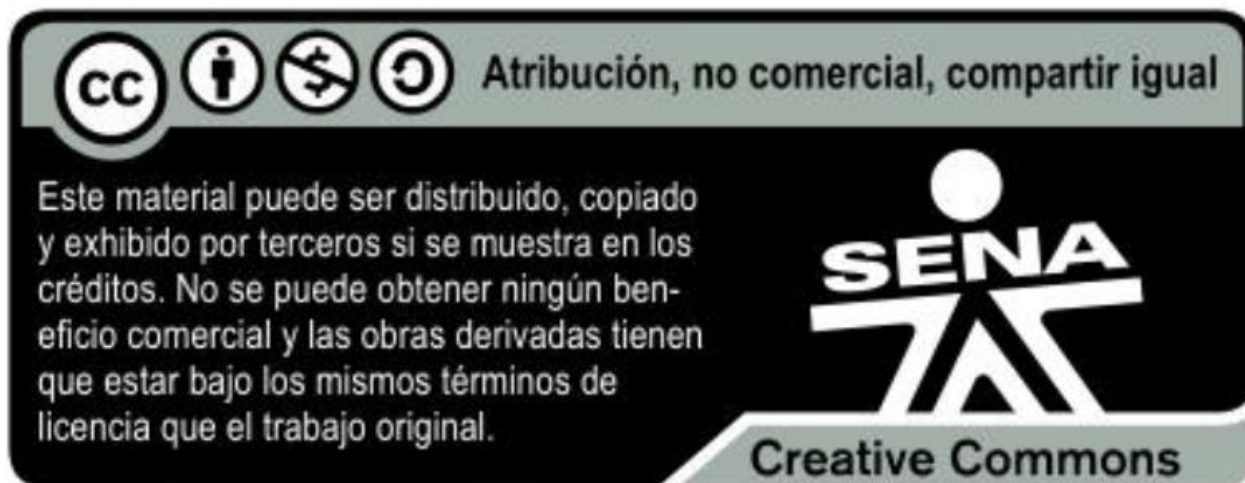 cc Atribución, no comercial, compartir igual
Este material puede ser distribuido, copiado
y exhibido por terceros si se muestra en los
créditos. No se puede obtener ningún ben-
eficio comercial y las obras derivadas tienen
que estar bajo los mismos términos de
licencia que el trabajo original.
SENA
Creative Commons